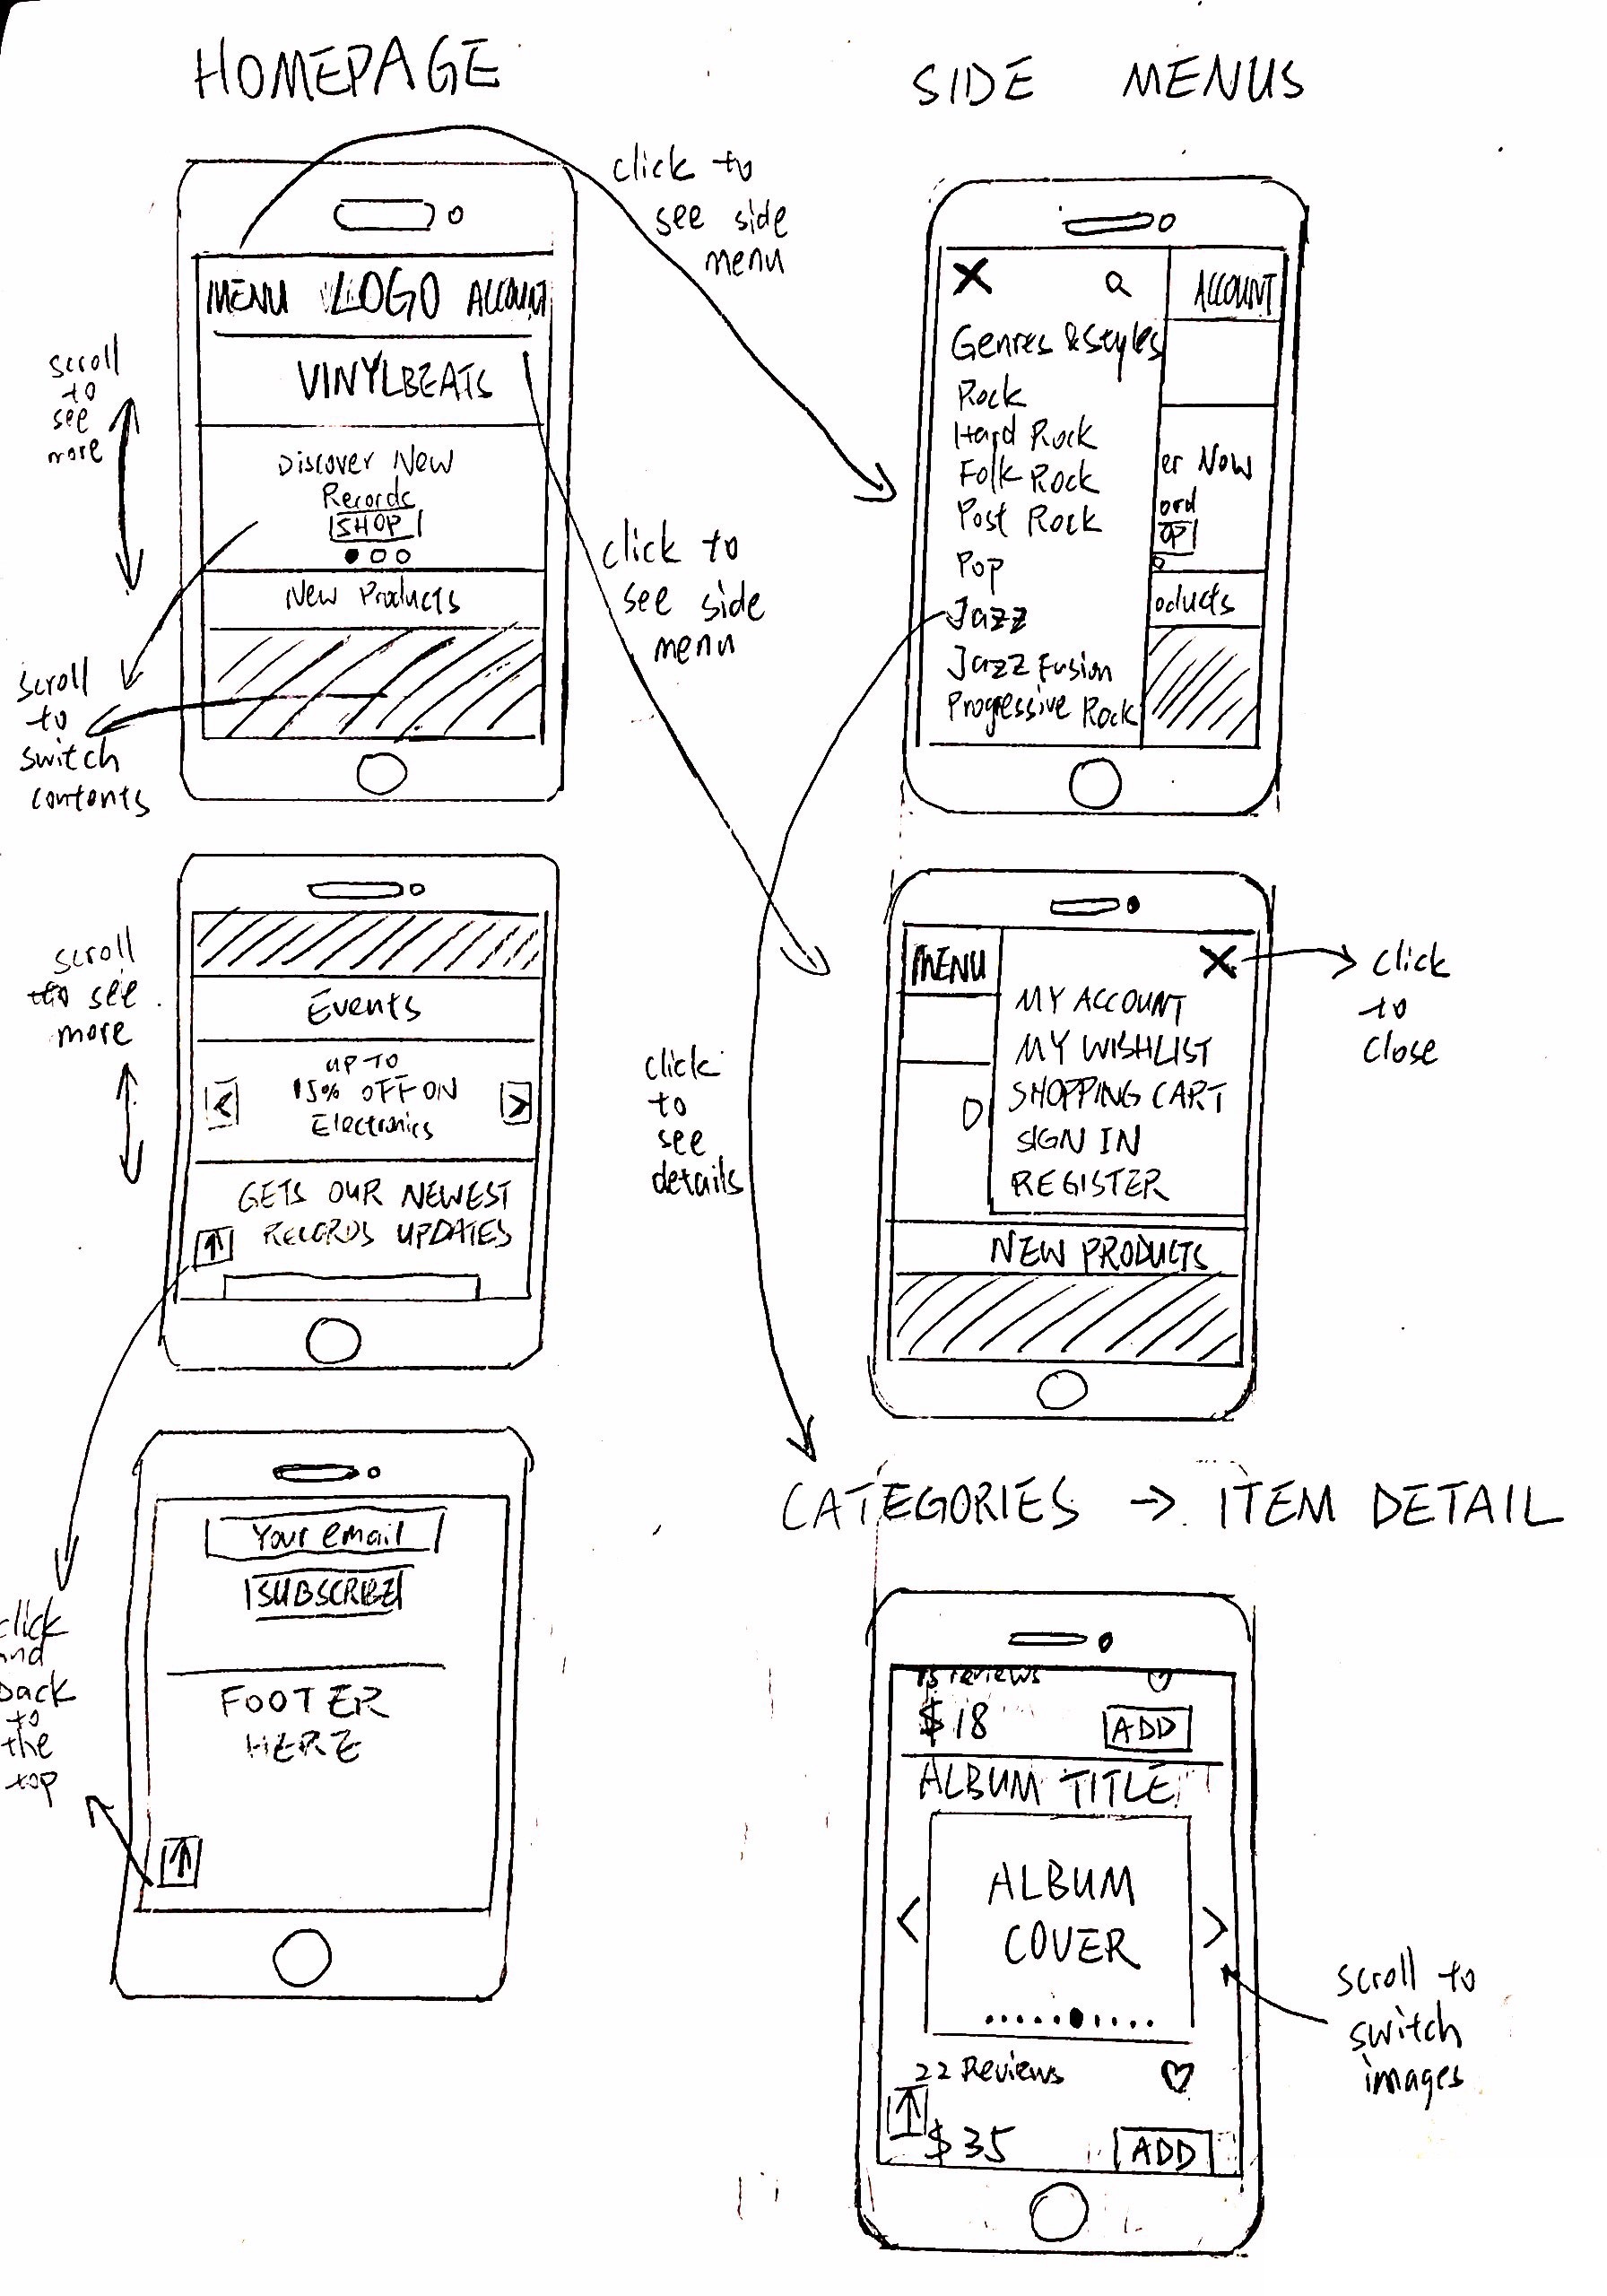 HOMEPAGE
click to
see side
menu
MENU LOGO ACCOUNT
VINYLBEATS
Discover New
Records
SHOP
New Products
scroll
to
see
more
scroll
to
switch
contents
click to
see side
menu
scroll
to see
more
Events
UP TO
15% OFF ON
Electronics
< >
GETS OUR NEWEST
RECORDS UPDATES
↑
Your email
SUBSCRIBE
FOOTER
HERE
↑
click
and
back
to
the
top
SIDE MENUS
X
ACCOUNT
Genres & Styles
Rock
Hard Rock
Folk Rock
Post Rock
Pop
Jazz
Jazz Fusion
Progressive Rock
er Now
ord
OP
oducts
MENU X
MY ACCOUNT
MY WISHLIST
SHOPPING CART
SIGN IN
REGISTER
NEW PRODUCTS
click
to
close
click
to
see
details
CATEGORIES → ITEM DETAIL
15 reviews
$18 ADD
ALBUM TITLE
ALBUM
COVER
< >
22 Reviews
↑
$35 ADD
scroll to
switch
images